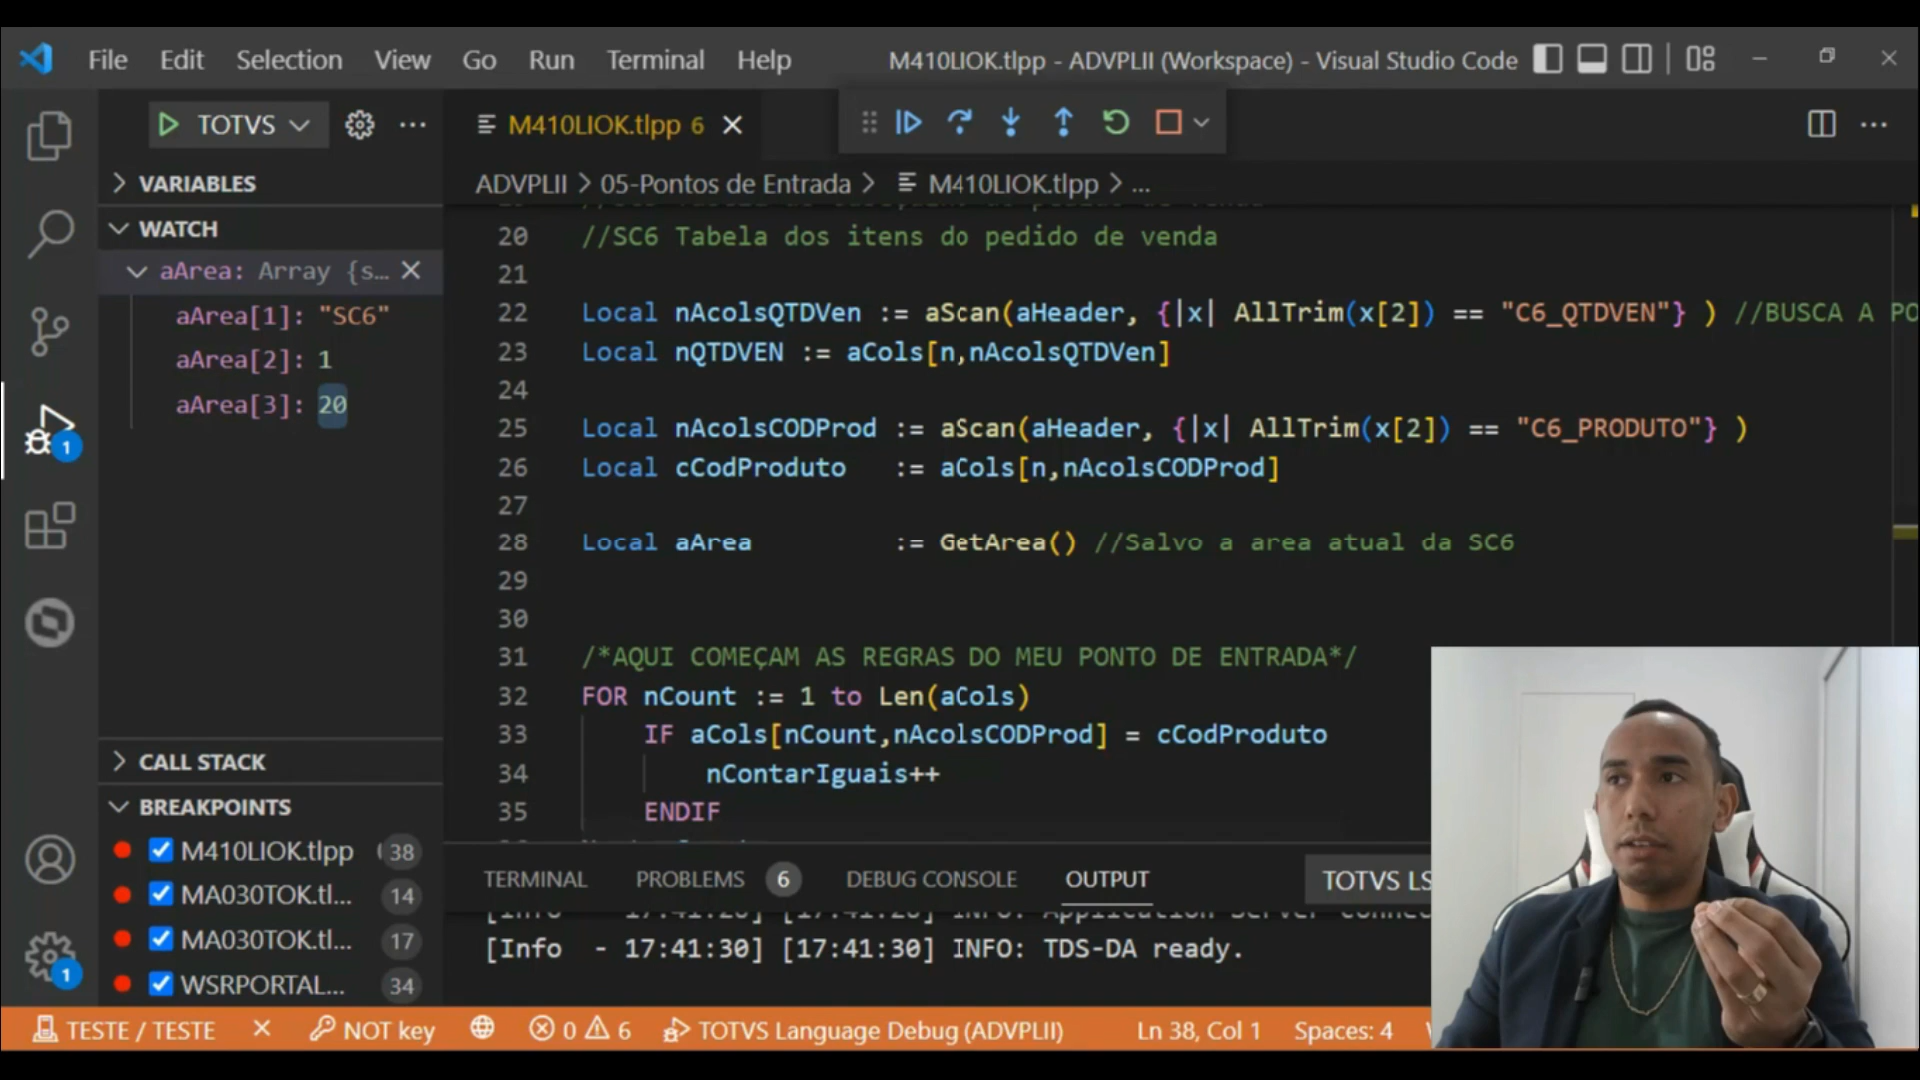 File Edit Selection View Go Run Terminal Help M410LIOK.tlpp - ADVPLII (Workspace) - Visual Studio Code
TOTVS
M410LIOK.tlpp 6
VARIABLES
ADVPLII > 05-Pontos de Entrada > M410LIOK.tlpp > ...
WATCH
aArea: Array {s...
aArea[1]: "SC6"
aArea[2]: 1
aArea[3]: 20
20 //SC6 Tabela dos itens do pedido de venda
21
22 Local nAcolsQTDVen := aScan(aHeader, {|x| AllTrim(x[2]) == "C6_QTDVEN"} ) //BUSCA A PO
23 Local nQTDVEN := aCols[n,nAcolsQTDVen]
24
25 Local nAcolsCODProd := aScan(aHeader, {|x| AllTrim(x[2]) == "C6_PRODUTO"} )
26 Local cCodProduto := aCols[n,nAcolsCODProd]
27
28 Local aArea := GetArea() //Salvo a area atual da SC6
29
30
31 /*AQUI COMEÇAM AS REGRAS DO MEU PONTO DE ENTRADA*/
32 FOR nCount := 1 to Len(aCols)
33 IF aCols[nCount,nAcolsCODProd] = cCodProduto
34 nContarIguais++
35 ENDIF
CALL STACK
BREAKPOINTS
M410LIOK.tlpp 38
MA030TOK.tl... 14
MA030TOK.tl... 17
WSRPORTAL... 34
1
1
TERMINAL PROBLEMS 6 DEBUG CONSOLE OUTPUT TOTVS LS
[Info - 17:41:30] [17:41:30] INFO: TDS-DA ready.
TESTE / TESTE NOT key 0 6 TOTVS Language Debug (ADVPLII) Ln 38, Col 1 Spaces: 4